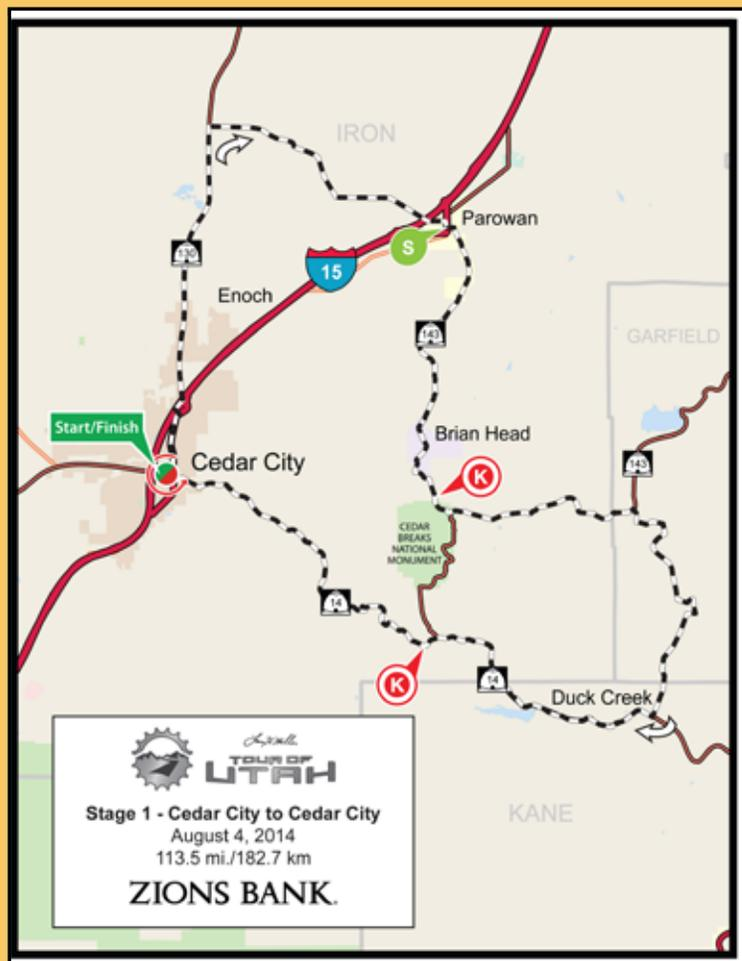 IRON
Parowan
S
130
15
Enoch
143
GARFIELD
Start/Finish
Brian Head
Cedar City
143
K
CEDAR
BREAKS
NATIONAL
MONUMENT
14
K
14
Duck Creek
TOUR OF
UTAH
Stage 1 - Cedar City to Cedar City
August 4, 2014
113.5 mi./182.7 km
ZIONS BANK.
KANE